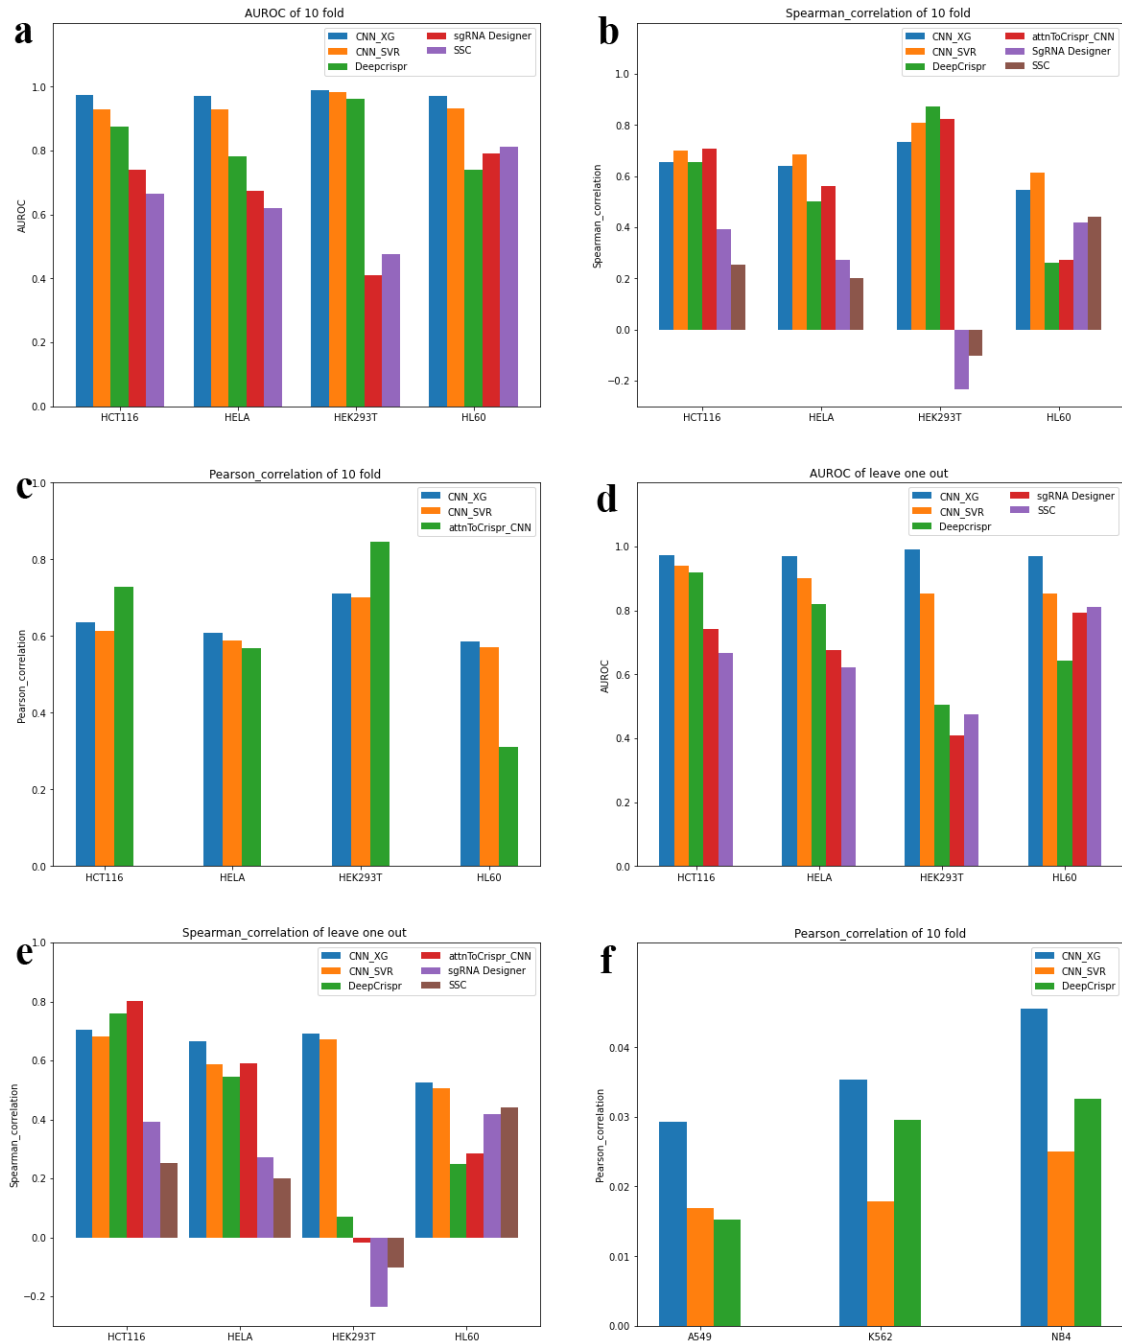 a
AUROC of 10 fold
CNN_XG
CNN_SVR
Deepcrispr
sgRNA Designer
SSC
AUROC
1.0
0.8
0.6
0.4
0.2
0.0
HCT116 HELA HEK293T HL60
b
Spearman_correlation of 10 fold
CNN_XG
CNN_SVR
DeepCrispr
attnToCrispr_CNN
SgRNA Designer
SSC
Spearman_correlation
1.0
0.8
0.6
0.4
0.2
0.0
−0.2
HCT116 HELA HEK293T HL60
c
Pearson_correlation of 10 fold
CNN_XG
CNN_SVR
attnToCrispr_CNN
Pearson_correlation
1.0
0.8
0.6
0.4
0.2
0.0
HCT116 HELA HEK293T HL60
d
AUROC of leave one out
CNN_XG
CNN_SVR
Deepcrispr
sgRNA Designer
SSC
AUROC
1.0
0.8
0.6
0.4
0.2
0.0
HCT116 HELA HEK293T HL60
e
Spearman_correlation of leave one out
CNN_XG
CNN_SVR
DeepCrispr
attnToCrispr_CNN
sgRNA Designer
SSC
Spearman_correlation
1.0
0.8
0.6
0.4
0.2
0.0
−0.2
HCT116 HELA HEK293T HL60
f
Pearson_correlation of 10 fold
CNN_XG
CNN_SVR
DeepCrispr
Pearson_correlation
0.04
0.03
0.02
0.01
0.00
A549 K562 NB4